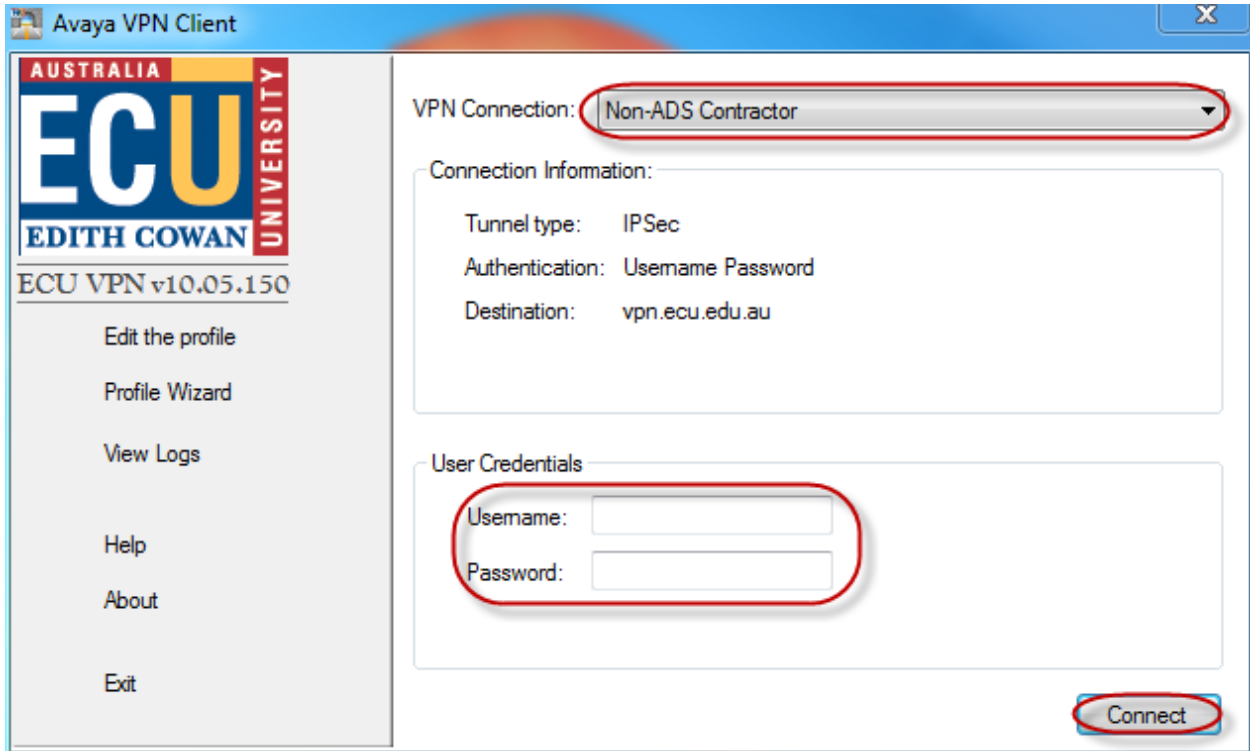 Avaya VPN Client
X
AUSTRALIA
ECU
UNIVERSITY
EDITH COWAN
ECU VPN v10.05.150
Edit the profile
Profile Wizard
View Logs
Help
About
Exit
VPN Connection: Non-ADS Contractor
Connection Information:
Tunnel type: IPSec
Authentication: Username Password
Destination: vpn.ecu.edu.au
User Credentials
Username:
Password:
Connect